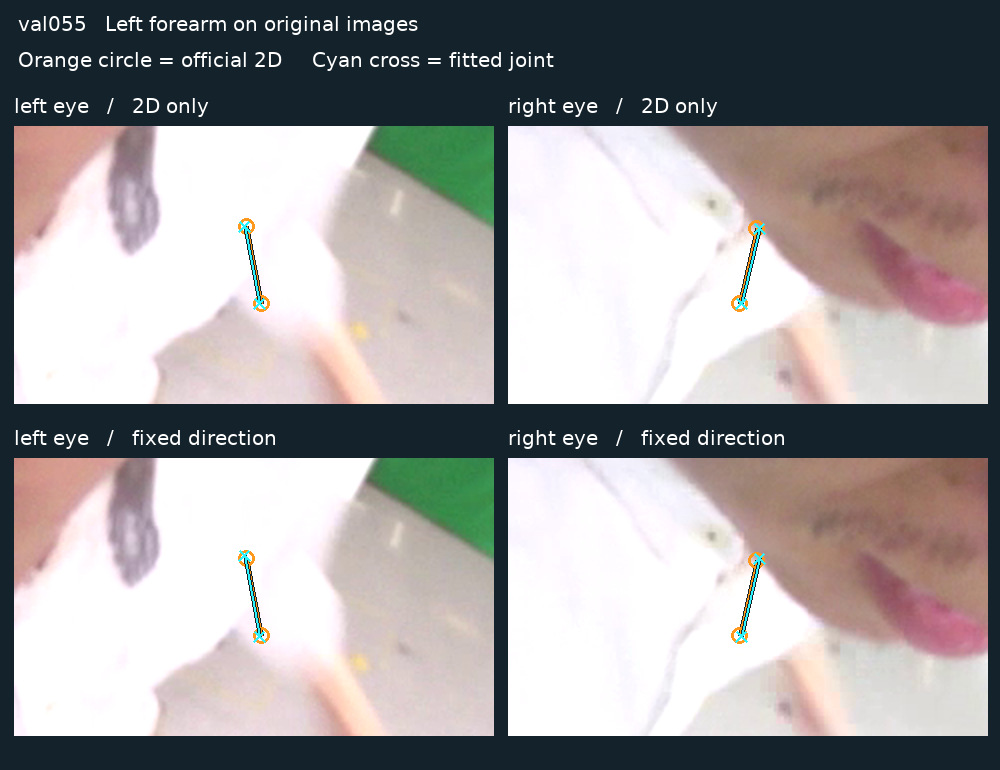 val055   Left forearm on original images
Orange circle = official 2D     Cyan cross = fitted joint
left eye   /   2D only
right eye   /   2D only
left eye   /   fixed direction
right eye   /   fixed direction